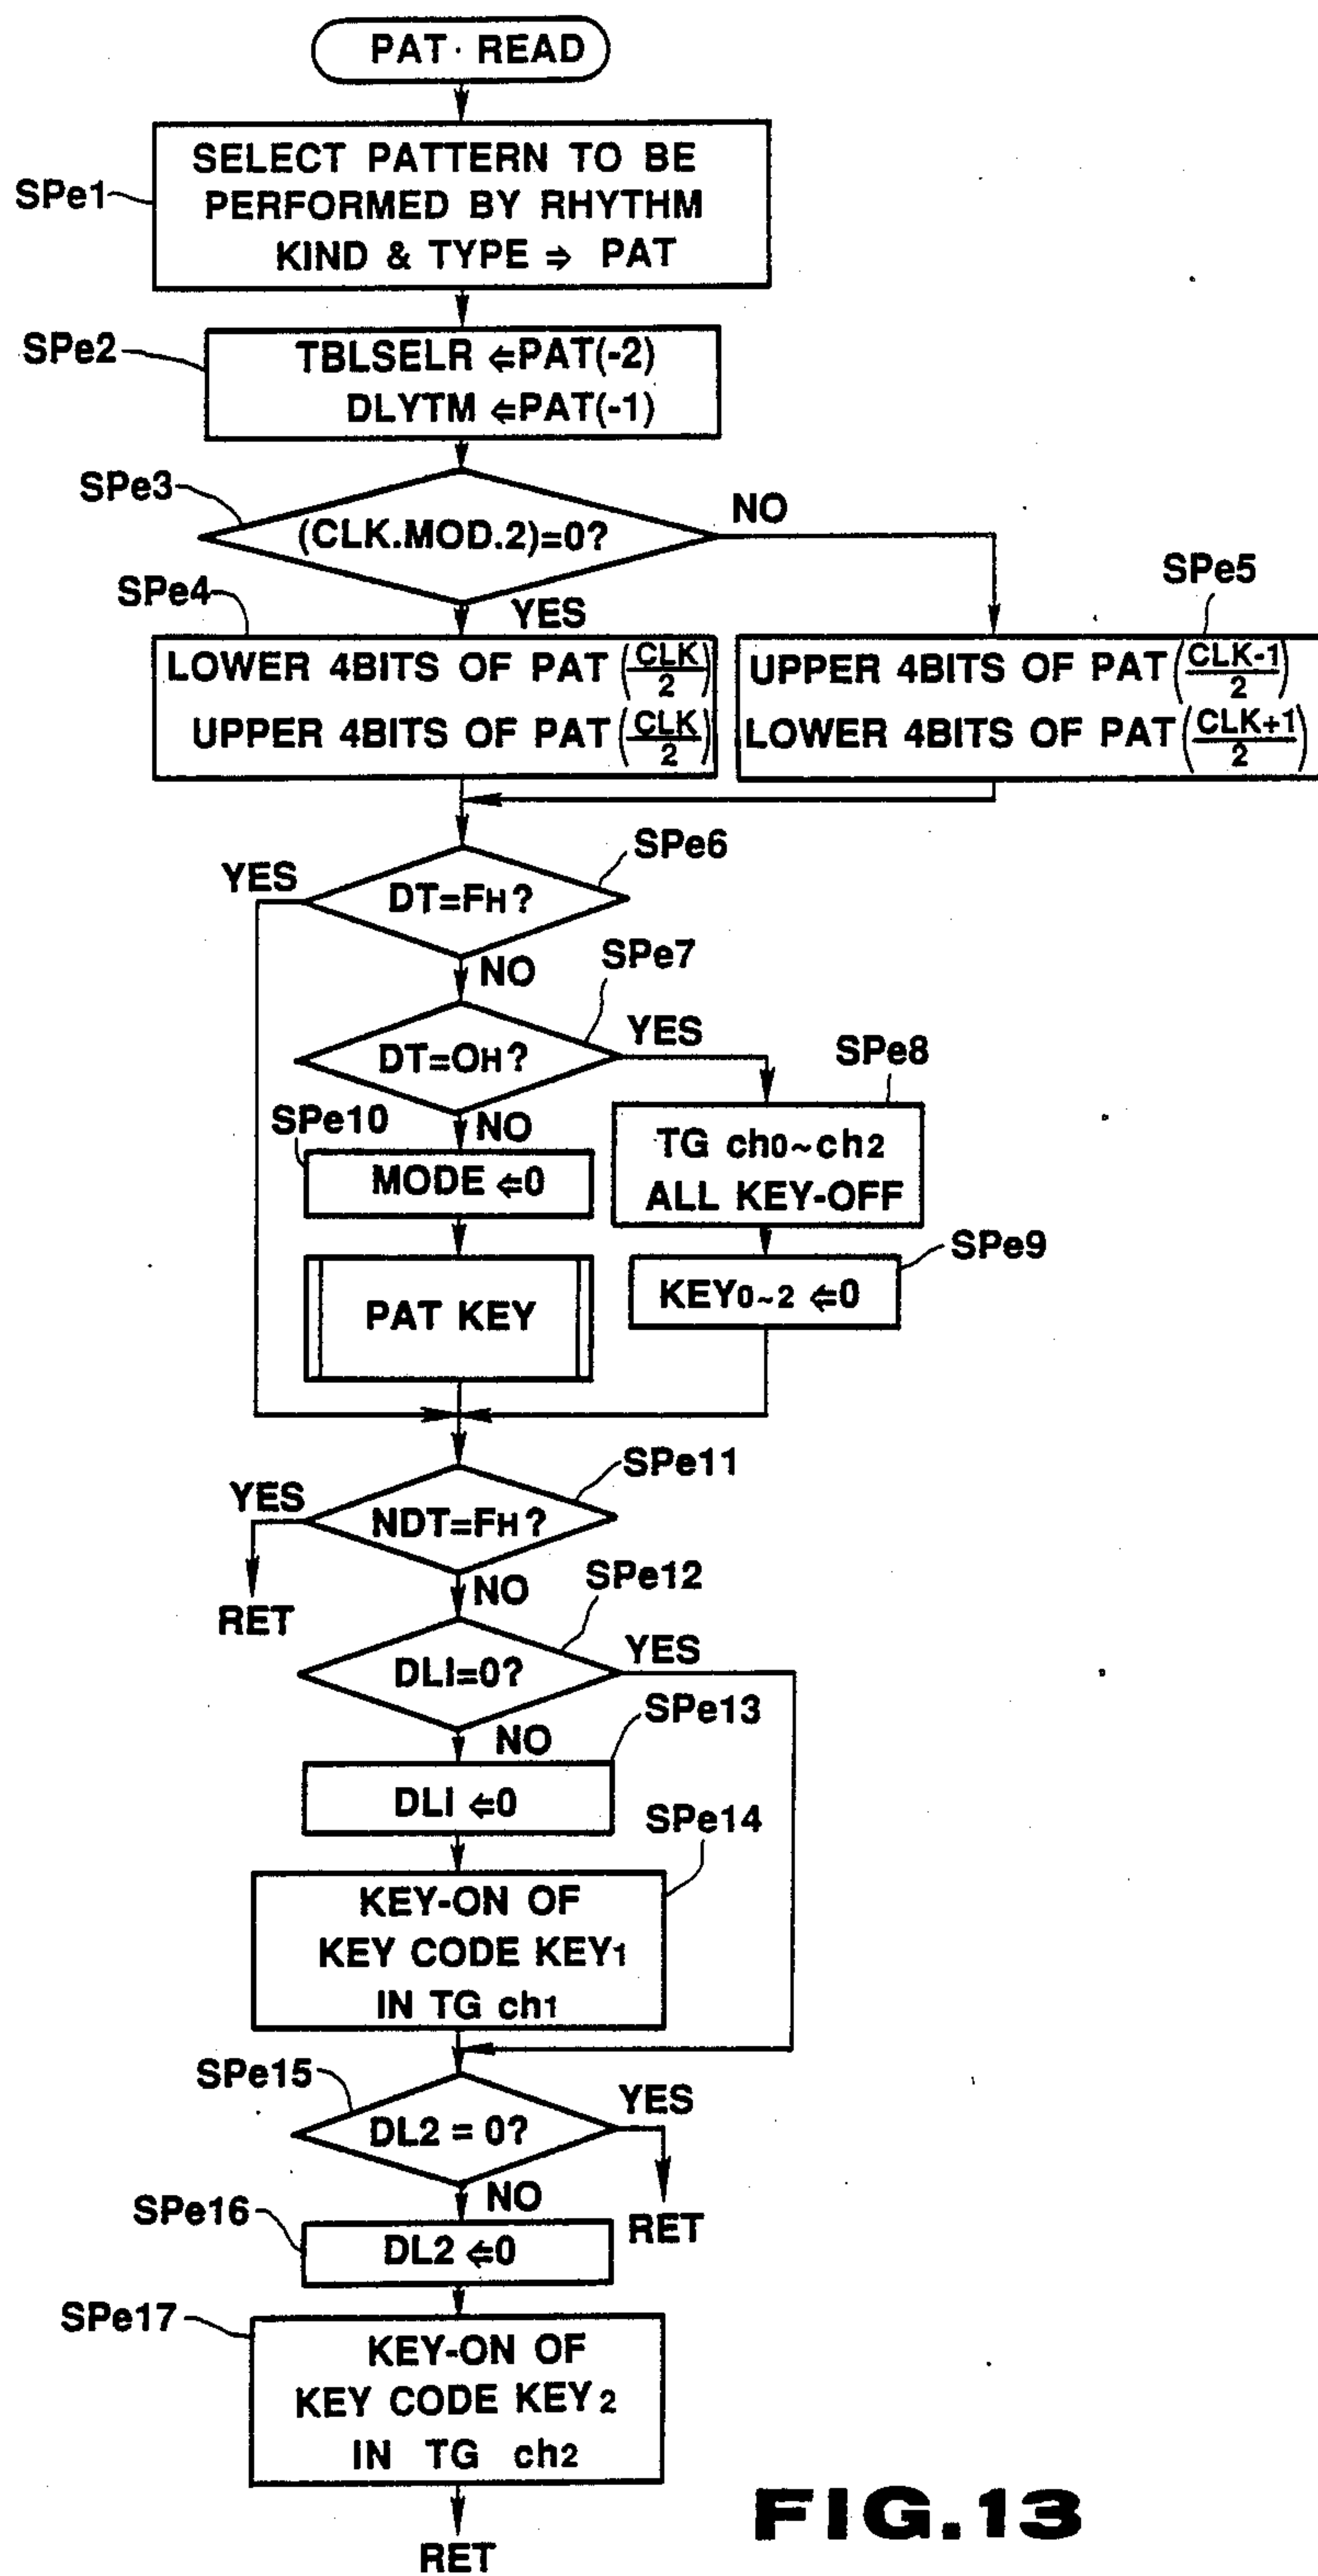 PAT · READ
SPe1
SELECT PATTERN TO BE
PERFORMED BY RHYTHM
KIND & TYPE ⇒ PAT
SPe2
TBLSELR ⇐PAT(-2)
DLYTM ⇐PAT(-1)
SPe3
(CLK.MOD.2)=0?
NO
YES
SPe4
LOWER 4BITS OF PAT(CLK/2)
UPPER 4BITS OF PAT(CLK/2)
SPe5
UPPER 4BITS OF PAT(CLK-1/2)
LOWER 4BITS OF PAT(CLK+1/2)
SPe6
YES
DT=FH?
NO
SPe7
DT=OH?
YES
NO
SPe8
TG ch0~ch2
ALL KEY-OFF
SPe10
MODE ⇐0
SPe9
KEY0~2 ⇐0
PAT KEY
SPe11
YES
NDT=FH?
RET
NO
SPe12
DLI=0?
YES
NO
SPe13
DLI ⇐0
SPe14
KEY-ON OF
KEY CODE KEY1
IN TG ch1
SPe15
DL2 = 0?
YES
RET
NO
SPe16
DL2 ⇐0
SPe17
KEY-ON OF
KEY CODE KEY2
IN TG ch2
RET
FIG.13